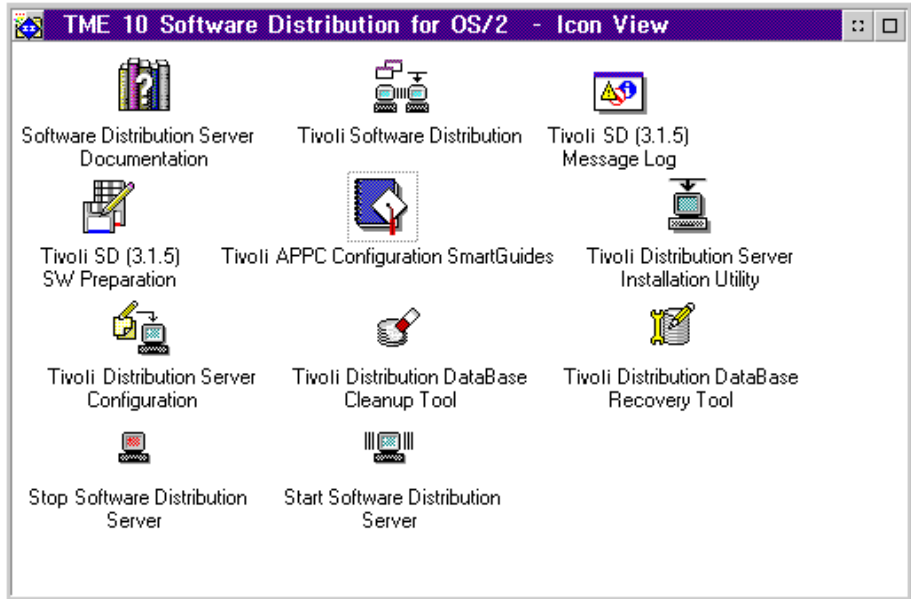 TME 10 Software Distribution for OS/2 - Icon View
Software Distribution Server
Documentation
Tivoli Software Distribution
Tivoli SD (3.1.5)
Message Log
Tivoli SD (3.1.5)
SW Preparation
Tivoli APPC Configuration SmartGuides
Tivoli Distribution Server
Installation Utility
Tivoli Distribution Server
Configuration
Tivoli Distribution DataBase
Cleanup Tool
Tivoli Distribution DataBase
Recovery Tool
Stop Software Distribution
Server
Start Software Distribution
Server